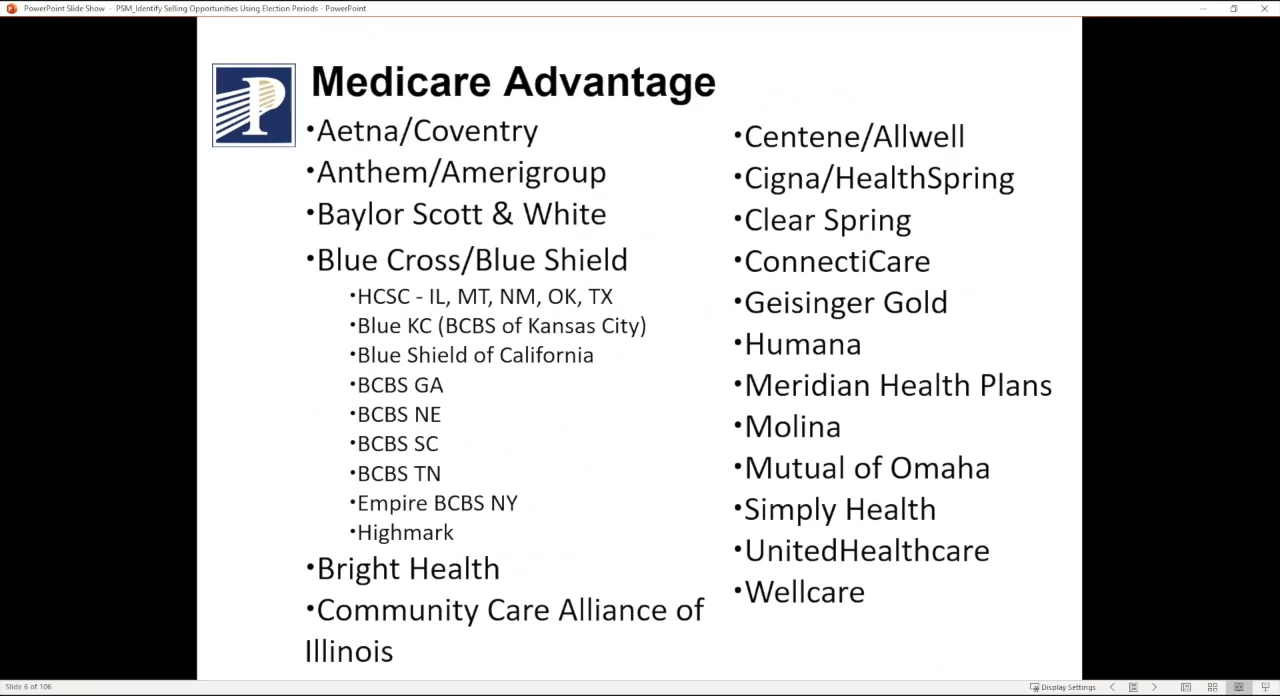 PowerPoint Slide Show - PSM_Identify Selling Opportunities Using Election Periods - PowerPoint
P
Medicare Advantage
•Aetna/Coventry
•Anthem/Amerigroup
•Baylor Scott & White
•Blue Cross/Blue Shield
•HCSC - IL, MT, NM, OK, TX
•Blue KC (BCBS of Kansas City)
•Blue Shield of California
•BCBS GA
•BCBS NE
•BCBS SC
•BCBS TN
•Empire BCBS NY
•Highmark
•Bright Health
•Community Care Alliance of
Illinois
•Centene/Allwell
•Cigna/HealthSpring
•Clear Spring
•ConnectiCare
•Geisinger Gold
•Humana
•Meridian Health Plans
•Molina
•Mutual of Omaha
•Simply Health
•UnitedHealthcare
•Wellcare
Slide 6 of 106
Display Settings